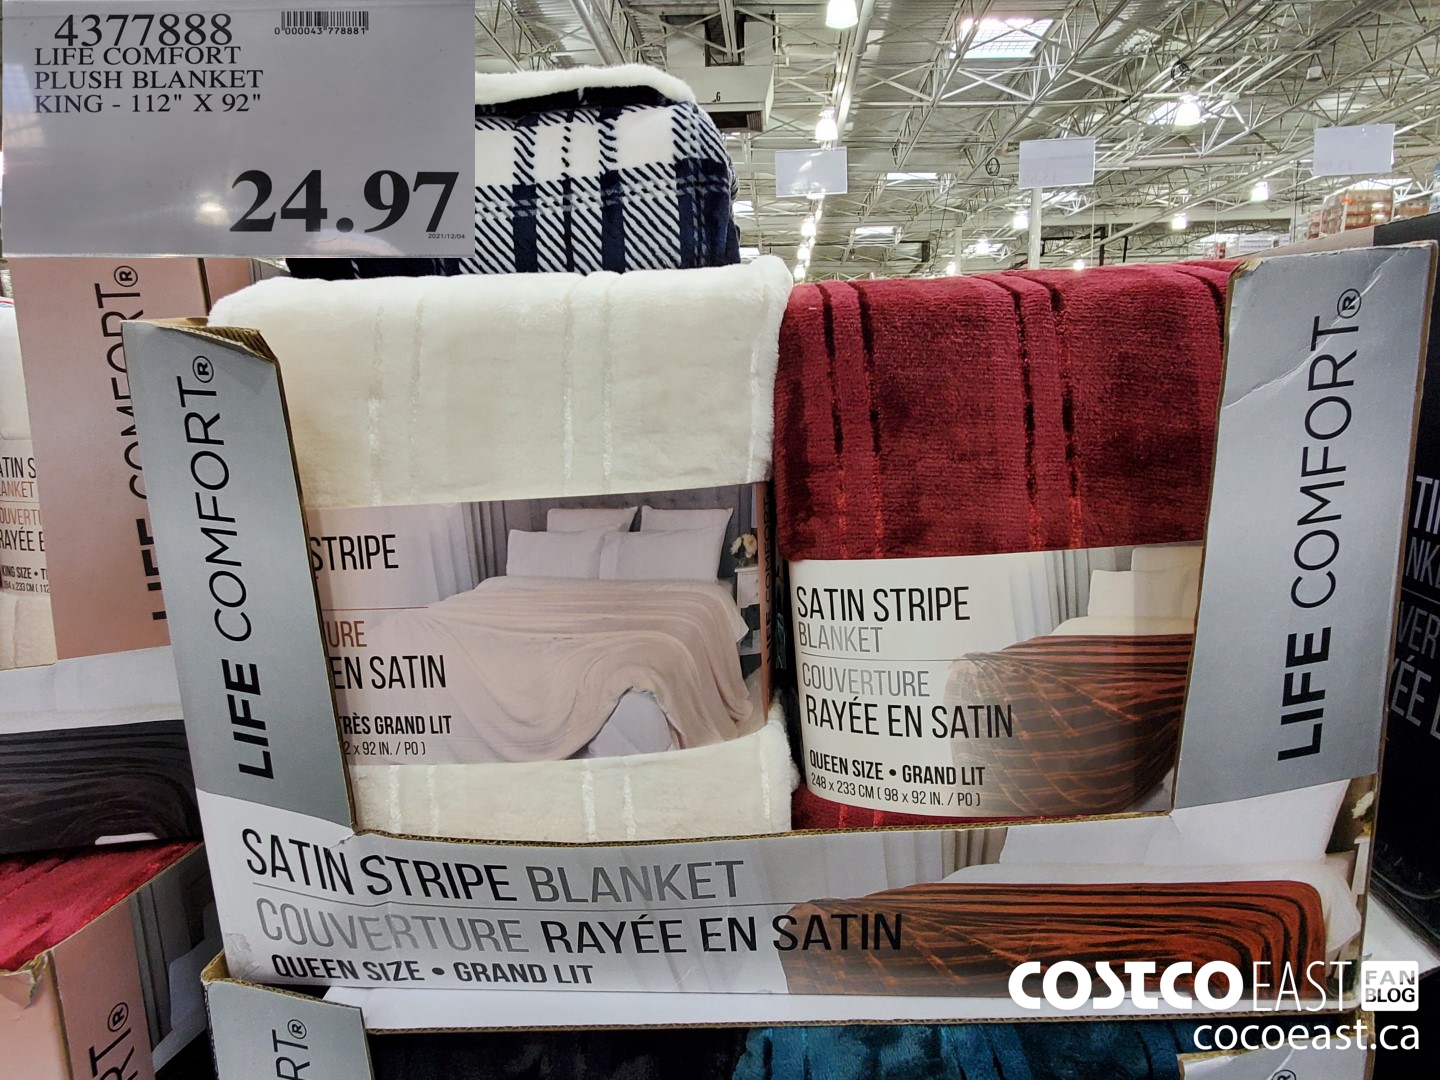 4377888
LIFE COMFORT
PLUSH BLANKET
KING - 112" X 92"
0 000043 778881
24.97
2021/12/04
LIFE COMFORT®
LIFE COMFORT®
LIFE COMFORT®
STRIPE
URE
EN SATIN
TRÈS GRAND LIT
2 x 92 IN. / PO )
SATIN STRIPE
BLANKET
COUVERTURE
RAYÉE EN SATIN
QUEEN SIZE • GRAND LIT
248 x 233 CM ( 98 x 92 IN. / PO )
SATIN STRIPE BLANKET
COUVERTURE RAYÉE EN SATIN
QUEEN SIZE • GRAND LIT
COSTCO EAST FAN BLOG
cocoeast.ca